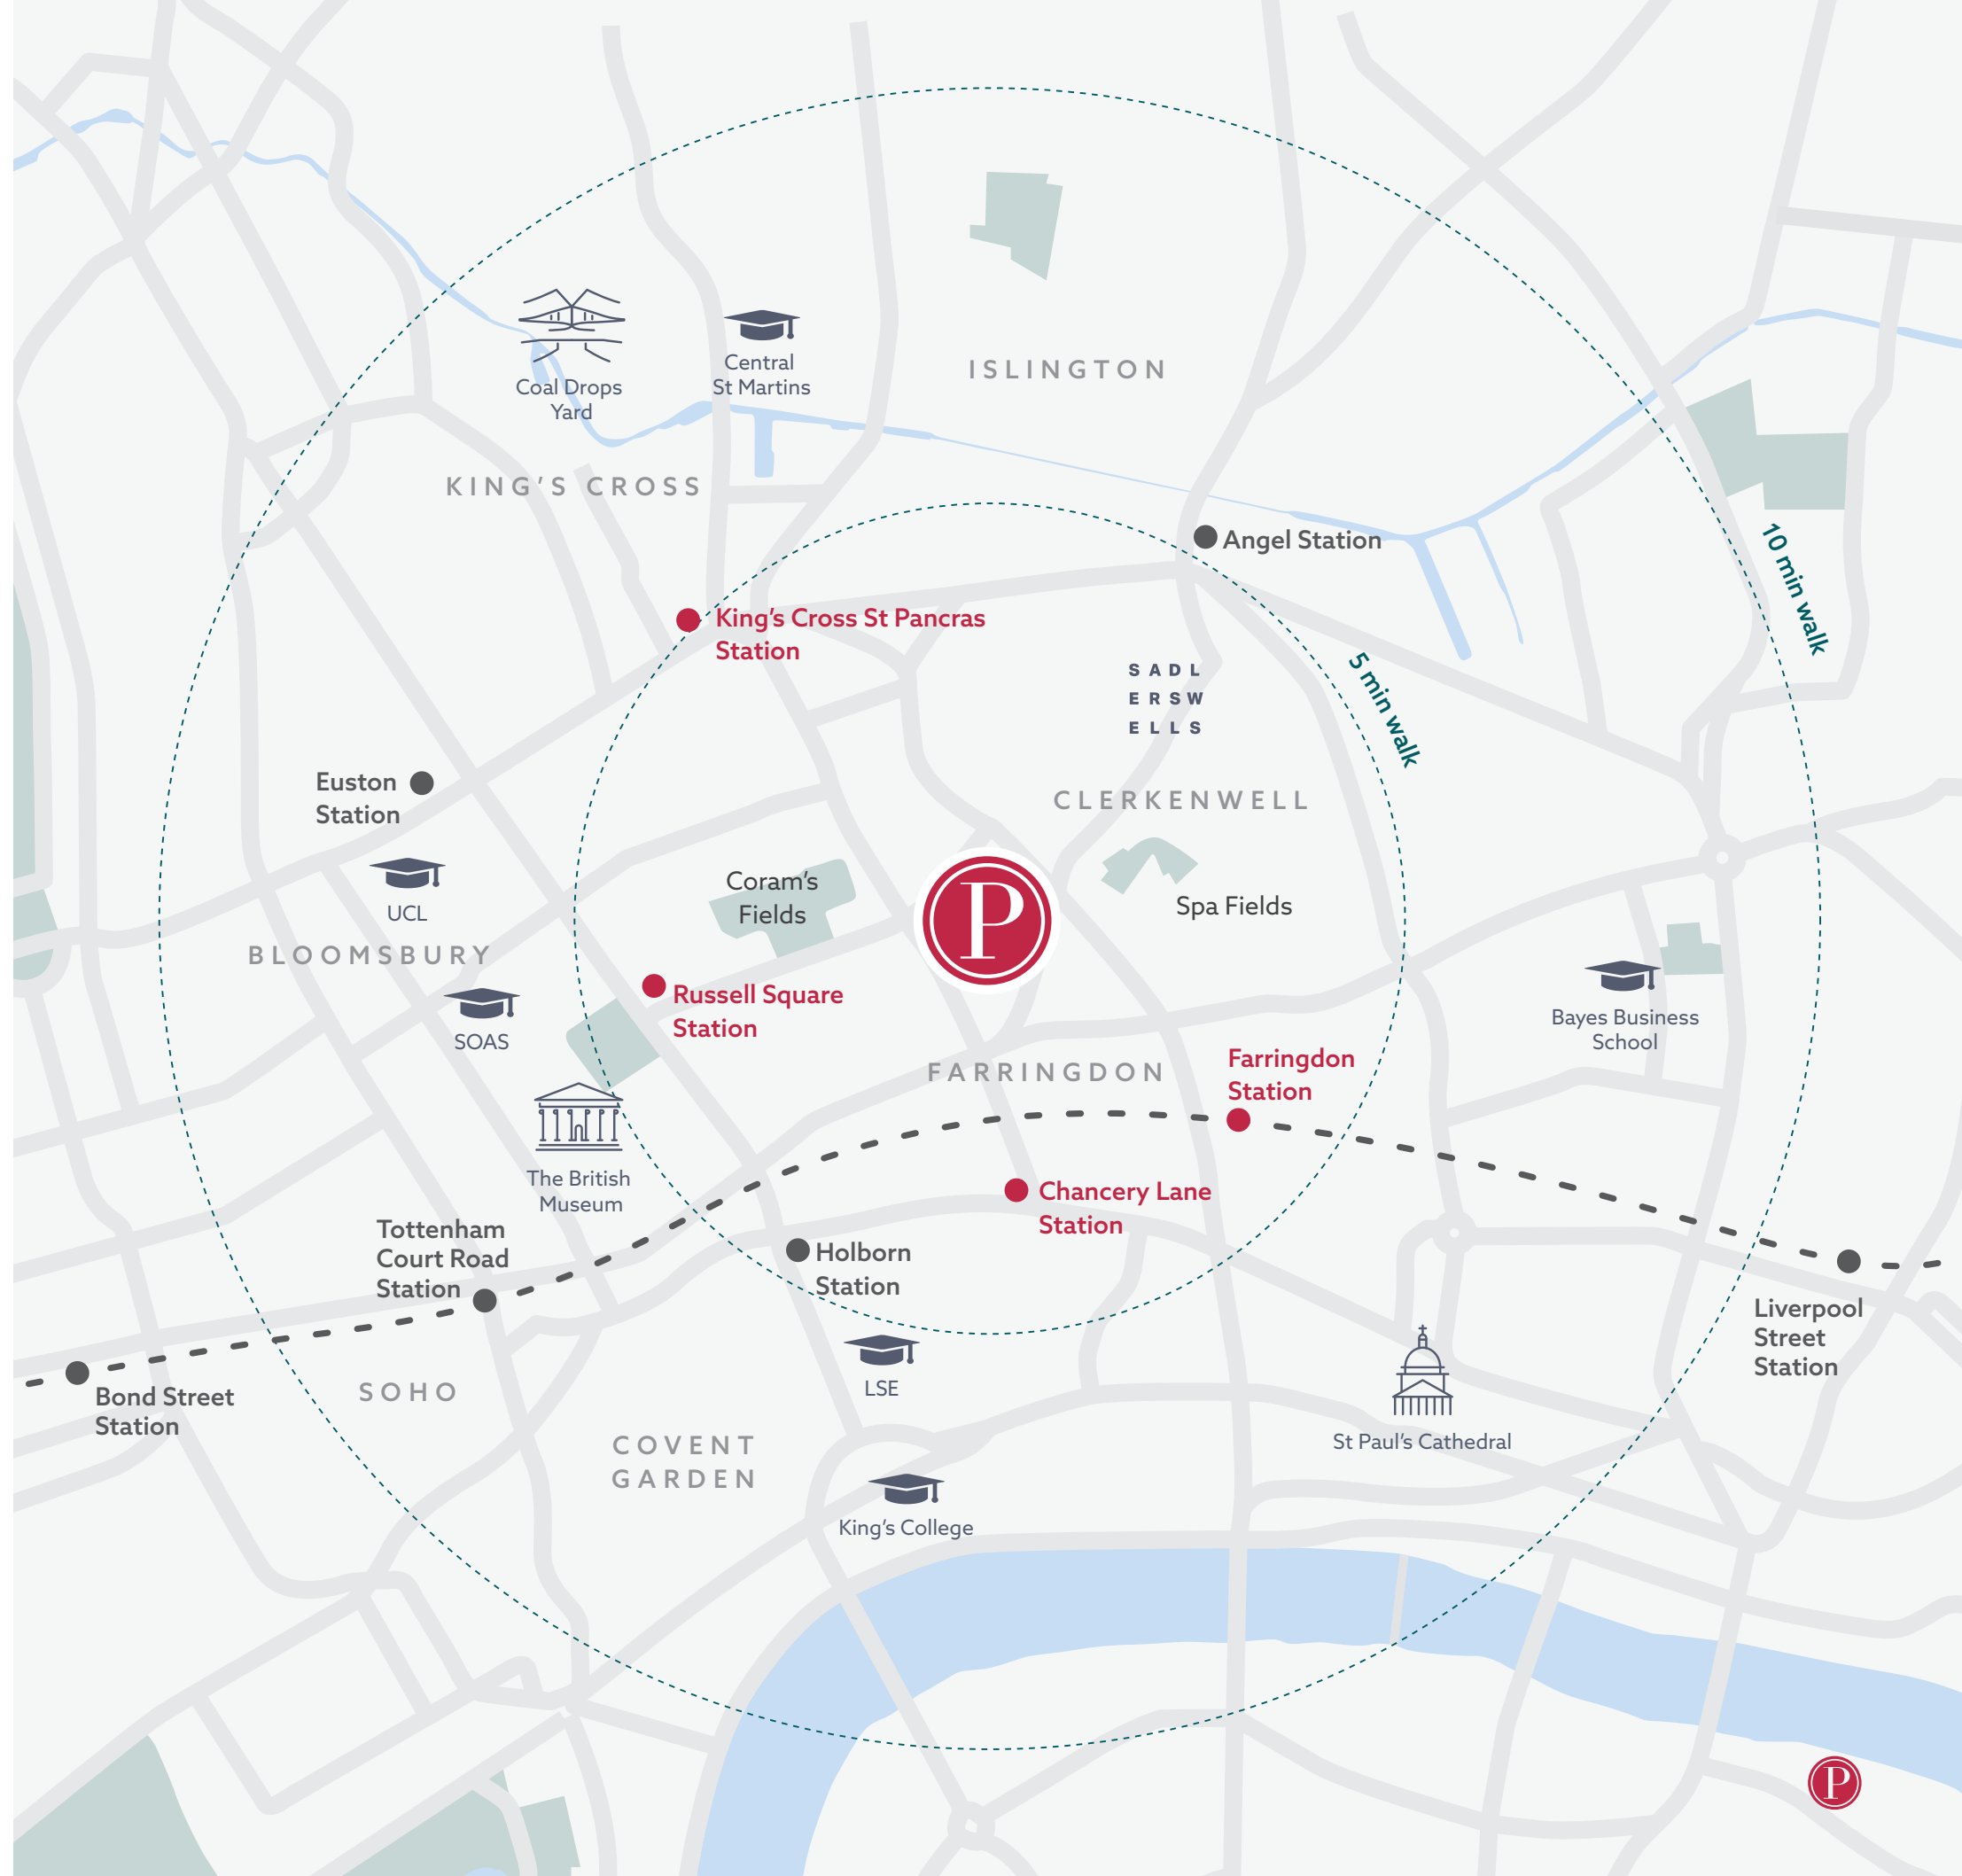 Central
St Martins
Coal Drops
Yard
ISLINGTON
KING’S CROSS
Angel Station
10 min walk
King’s Cross St Pancras
Station
5 min walk
SADL
ERSW
ELLS
Euston
Station
CLERKENWELL
Coram’s
Fields
Spa Fields
P
UCL
BLOOMSBURY
Russell Square
Station
SOAS
Bayes Business
School
FARRINGDON
Farringdon
Station
The British
Museum
Chancery Lane
Station
Tottenham
Court Road
Station
Holborn
Station
Liverpool
Street
Station
Bond Street
Station
SOHO
LSE
St Paul’s Cathedral
COVENT
GARDEN
King’s College
P